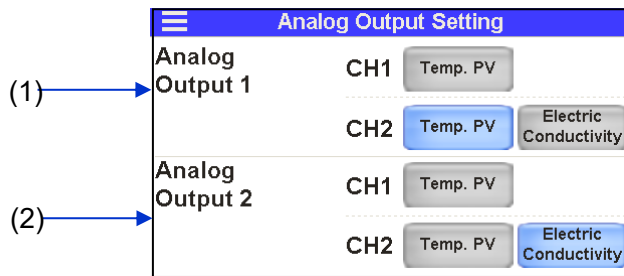 Analog Output Setting
(1)
Analog
Output 1
CH1 Temp. PV
CH2 Temp. PV Electric
Conductivity
(2)
Analog
Output 2
CH1 Temp. PV
CH2 Temp. PV Electric
Conductivity